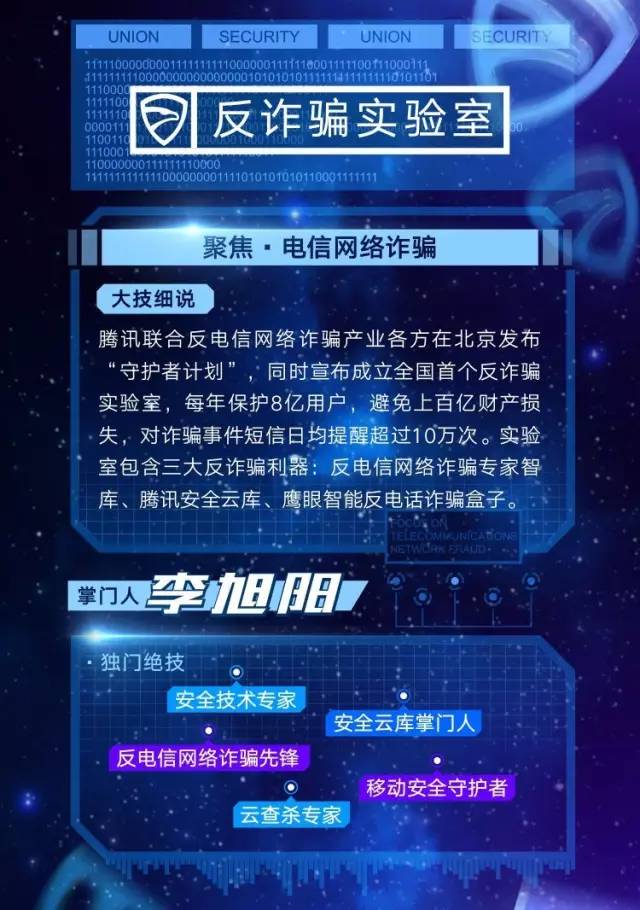 UNION SECURITY UNION SECURITY
反诈骗实验室
聚焦·电信网络诈骗
大技细说
腾讯联合反电信网络诈骗产业各方在北京发布
“守护者计划”，同时宣布成立全国首个反诈骗
实验室，每年保护8亿用户，避免上百亿财产损
失，对诈骗事件短信日均提醒超过10万次。实验
室包含三大反诈骗利器：反电信网络诈骗专家智
库、腾讯安全云库、鹰眼智能反电话诈骗盒子。
FOCUS ON
TELECOMMUNICATIONS
NETWORK FRAUD
掌门人 李旭阳
·独门绝技
安全技术专家
安全云库掌门人
反电信网络诈骗先锋
移动安全守护者
云查杀专家